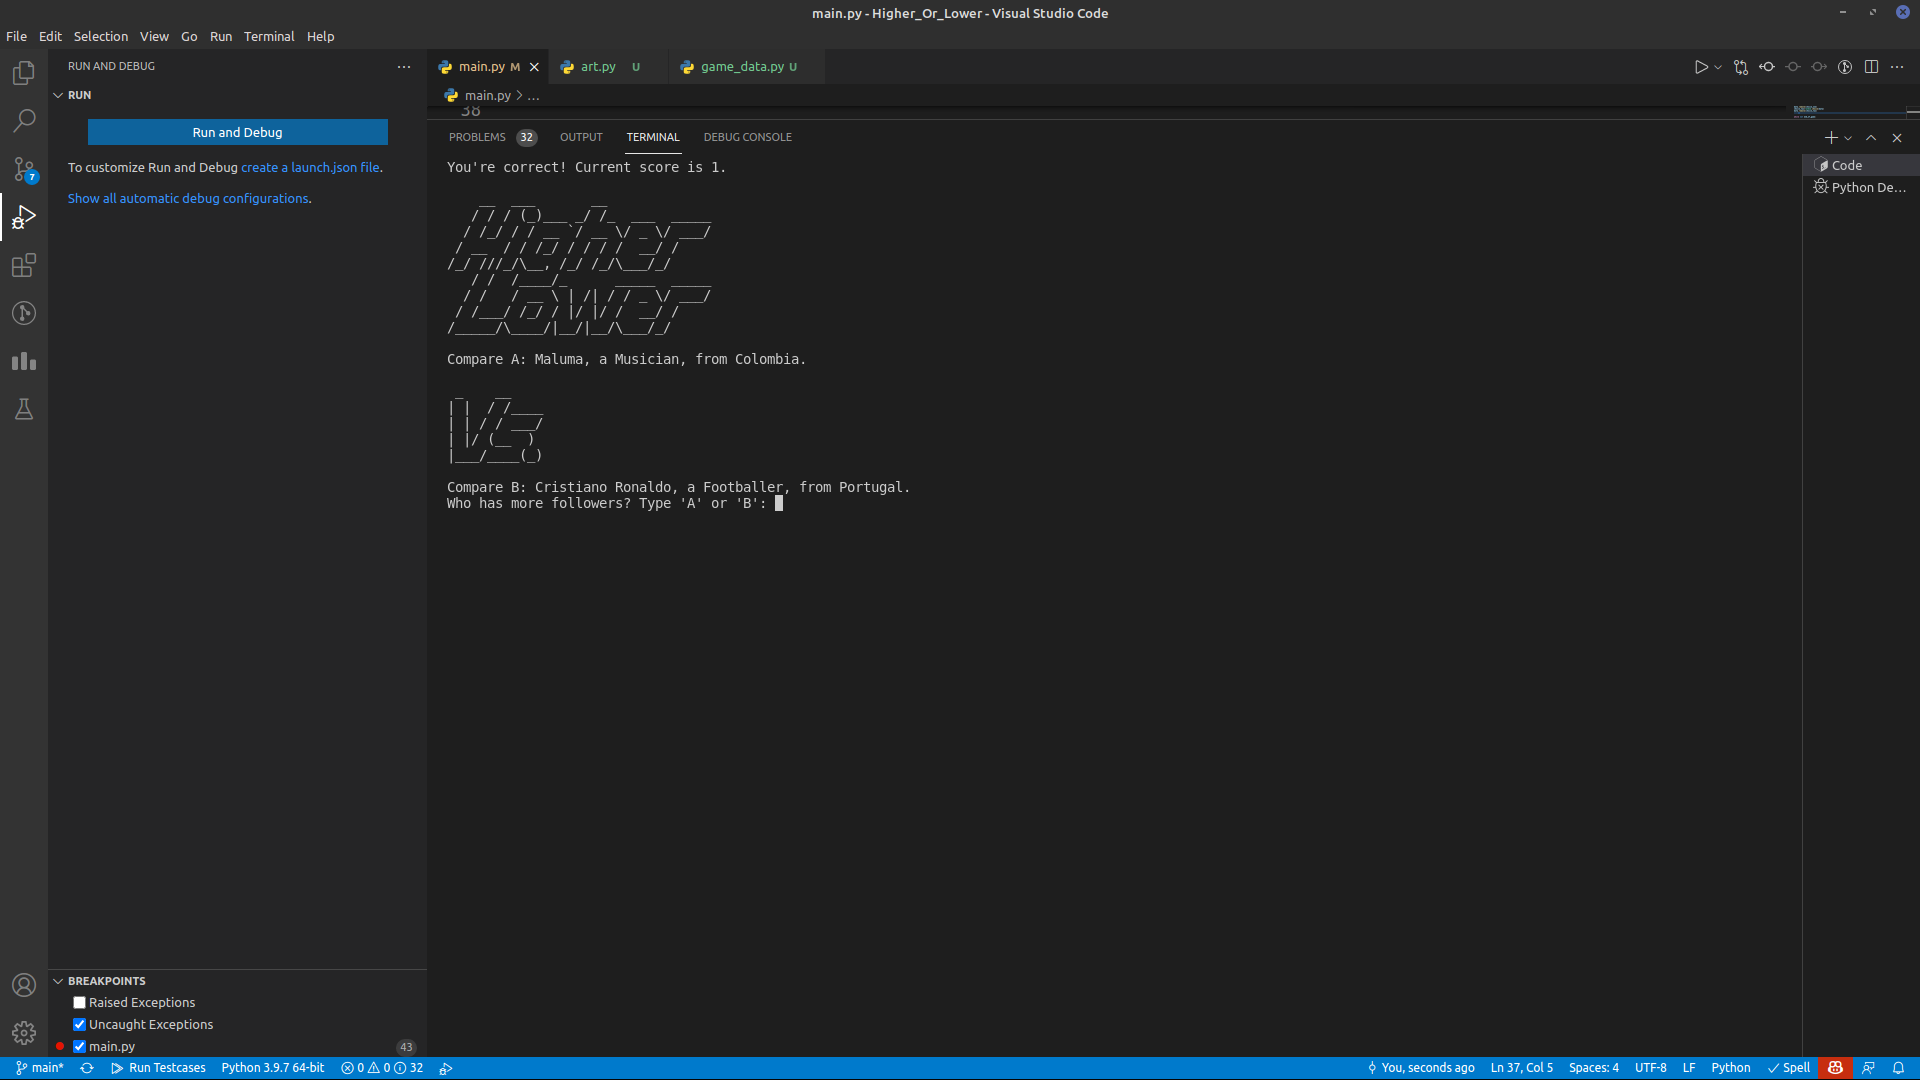 main.py - Higher_Or_Lower - Visual Studio Code
File Edit Selection View Go Run Terminal Help
RUN AND DEBUG
main.py M
art.py U
game_data.py U
RUN
main.py > ...
38
Run and Debug
To customize Run and Debug create a launch.json file.
Show all automatic debug configurations.
7
PROBLEMS 32 OUTPUT TERMINAL DEBUG CONSOLE
Code
Python De...
You're correct! Current score is 1.
Higher
Lower
Compare A: Maluma, a Musician, from Colombia.
Vs.
Compare B: Cristiano Ronaldo, a Footballer, from Portugal.
Who has more followers? Type 'A' or 'B':
BREAKPOINTS
Raised Exceptions
Uncaught Exceptions
main.py 43
main* Run Testcases Python 3.9.7 64-bit 0 0 32 You, seconds ago Ln 37, Col 5 Spaces: 4 UTF-8 LF Python Spell